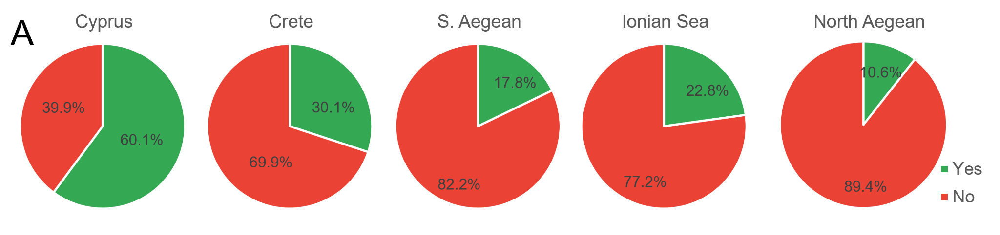 A
Cyprus
Crete
S. Aegean
Ionian Sea
North Aegean
39.9%
60.1%
30.1%
69.9%
17.8%
82.2%
22.8%
77.2%
10.6%
89.4%
Yes
No